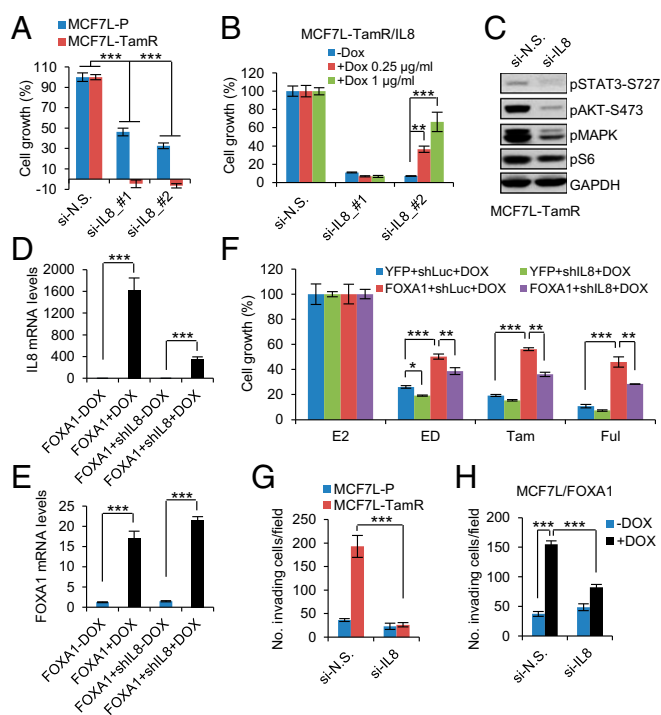 A
MCF7L-P
MCF7L-TamR
***
***
Cell growth (%)
110
90
70
50
30
10
-10
si-N.S.
si-IL8_#1
si-IL8_#2
B
MCF7L-TamR/IL8
-Dox
+Dox 0.25 µg/ml
+Dox 1 µg/ml
***
**
Cell growth (%)
120
100
80
60
40
20
0
si-N.S.
si-IL8_#1
si-IL8_#2
C
si-N.S.
si-IL8
pSTAT3-S727
pAKT-S473
pMAPK
pS6
GAPDH
MCF7L-TamR
D
IL8 mRNA levels
2000
1600
1200
800
400
0
***
***
FOXA1-DOX
FOXA1+DOX
FOXA1+shIL8-DOX
FOXA1+shIL8+DOX
E
FOXA1 mRNA levels
25
20
15
10
5
0
***
***
FOXA1-DOX
FOXA1+DOX
FOXA1+shIL8-DOX
FOXA1+shIL8+DOX
F
YFP+shLuc+DOX
YFP+shIL8+DOX
FOXA1+shLuc+DOX
FOXA1+shIL8+DOX
Cell growth (%)
120
100
80
60
40
20
0
***
**
*
***
**
***
**
E2
ED
Tam
Ful
G
MCF7L-P
MCF7L-TamR
***
No. invading cells/field
250
200
150
100
50
0
si-N.S.
si-IL8
H
MCF7L/FOXA1
-DOX
+DOX
***
***
No. invading cells/field
200
150
100
50
0
si-N.S.
si-IL8